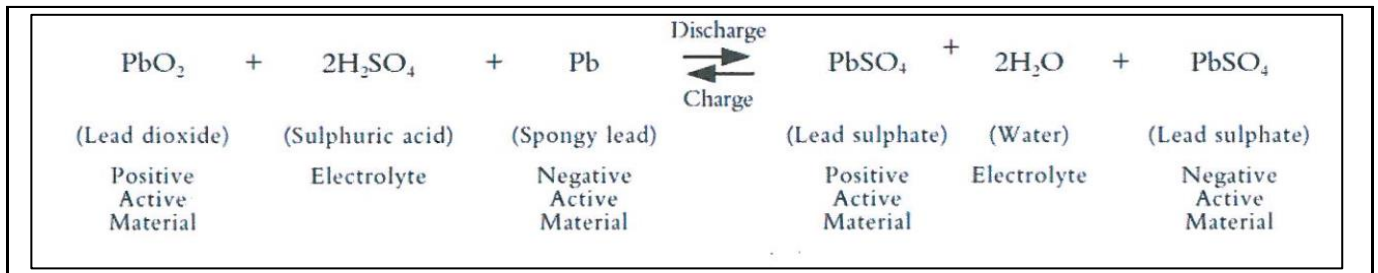 Discharge
PbO₂ + 2H₂SO₄ + Pb PbSO₄ + 2H₂O + PbSO₄
Charge
(Lead dioxide) (Sulphuric acid) (Spongy lead) (Lead sulphate) (Water) (Lead sulphate)
Positive Electrolyte Negative Positive Electrolyte Negative
Active Active Active Active
Material Material Material Material